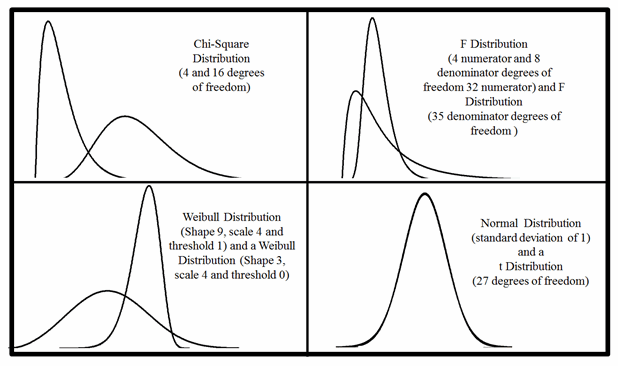 Chi-Square
Distribution
(4 and 16 degrees
of freedom)
F Distribution
(4 numerator and 8
denominator degrees of
freedom 32 numerator) and F
Distribution
(35 denominator degrees of
freedom )
Weibull Distribution
(Shape 9, scale 4 and
threshold 1) and a Weibull
Distribution (Shape 3,
scale 4 and threshold 0)
Normal Distribution
(standard deviation of 1)
and a
t Distribution
(27 degrees of freedom)